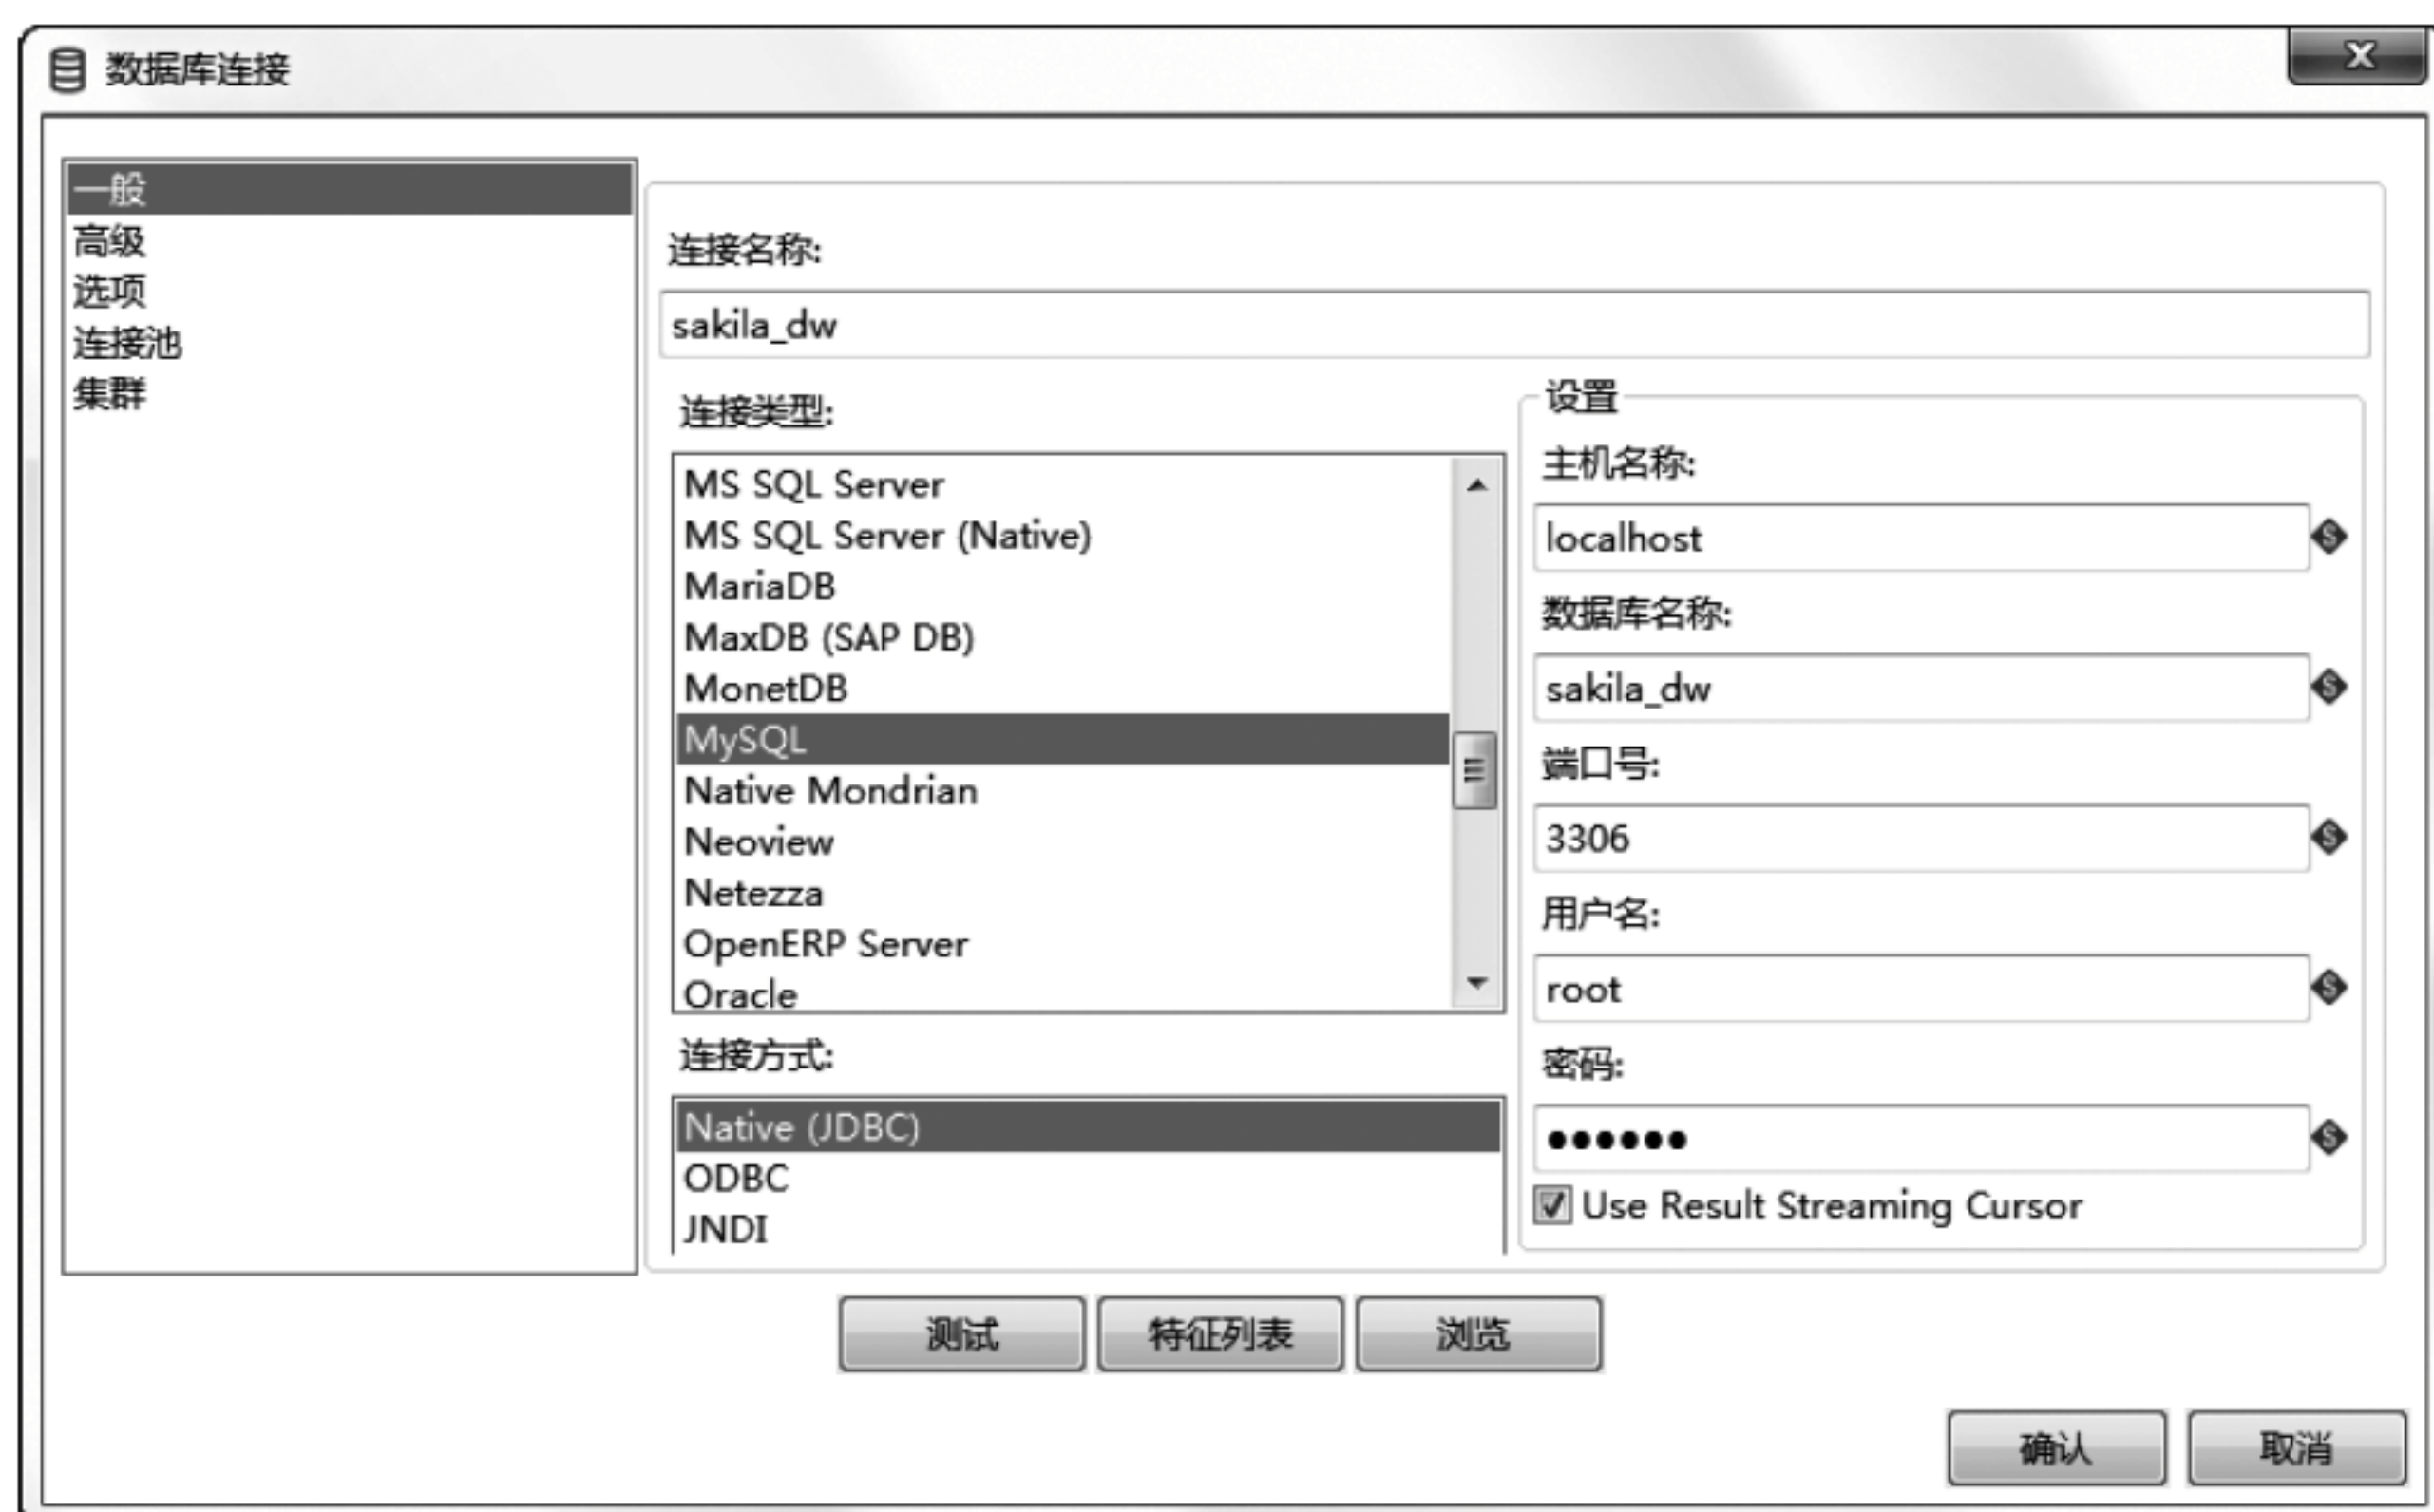 数据库连接
一般
高级
选项
连接池
集群
连接名称:
sakila_dw
连接类型:
MS SQL Server
MS SQL Server (Native)
MariaDB
MaxDB (SAP DB)
MonetDB
MySQL
Native Mondrian
Neoview
Netezza
OpenERP Server
Oracle
连接方式:
Native (JDBC)
ODBC
JNDI
设置
主机名称:
localhost
数据库名称:
sakila_dw
端口号:
3306
用户名:
root
密码:
●●●●●●
Use Result Streaming Cursor
测试
特征列表
浏览
确认
取消